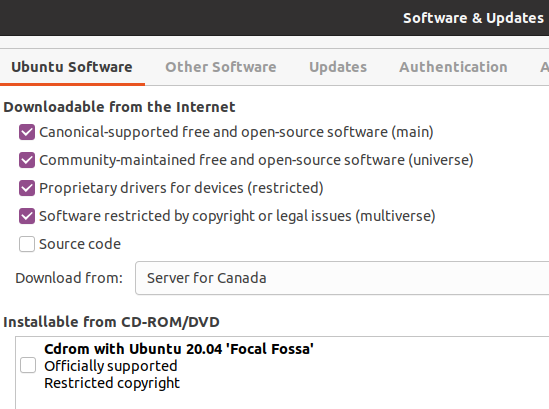 Software & Updates
Ubuntu Software Other Software Updates Authentication A
Downloadable from the Internet
Canonical-supported free and open-source software (main)
Community-maintained free and open-source software (universe)
Proprietary drivers for devices (restricted)
Software restricted by copyright or legal issues (multiverse)
Source code
Download from: Server for Canada
Installable from CD-ROM/DVD
Cdrom with Ubuntu 20.04 'Focal Fossa'
Officially supported
Restricted copyright